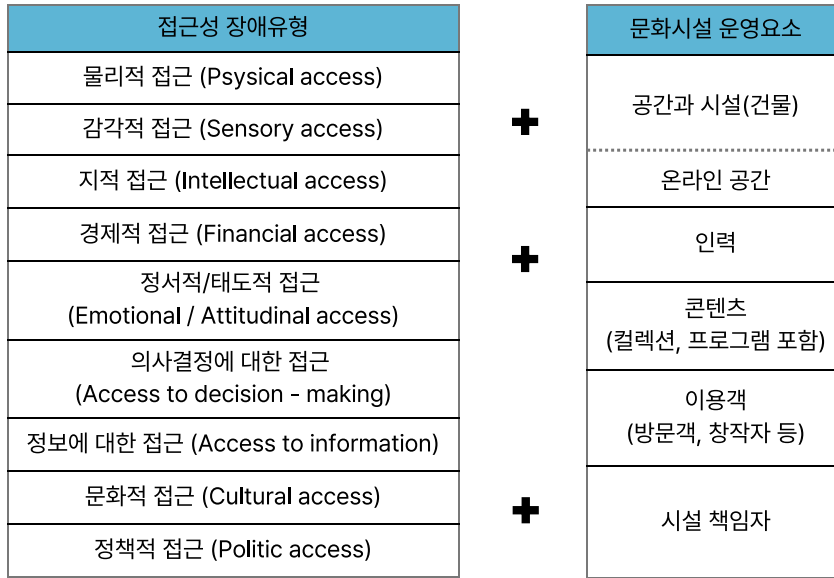 접근성 장애유형
물리적 접근 (Psysical access)
감각적 접근 (Sensory access)
지적 접근 (Intellectual access)
경제적 접근 (Financial access)
정서적/태도적 접근
(Emotional / Attitudinal access)
의사결정에 대한 접근
(Access to decision - making)
정보에 대한 접근 (Access to information)
문화적 접근 (Cultural access)
정책적 접근 (Politic access)
문화시설 운영요소
공간과 시설(건물)
온라인 공간
인력
콘텐츠
(컬렉션, 프로그램 포함)
이용객
(방문객, 창작자 등)
시설 책임자